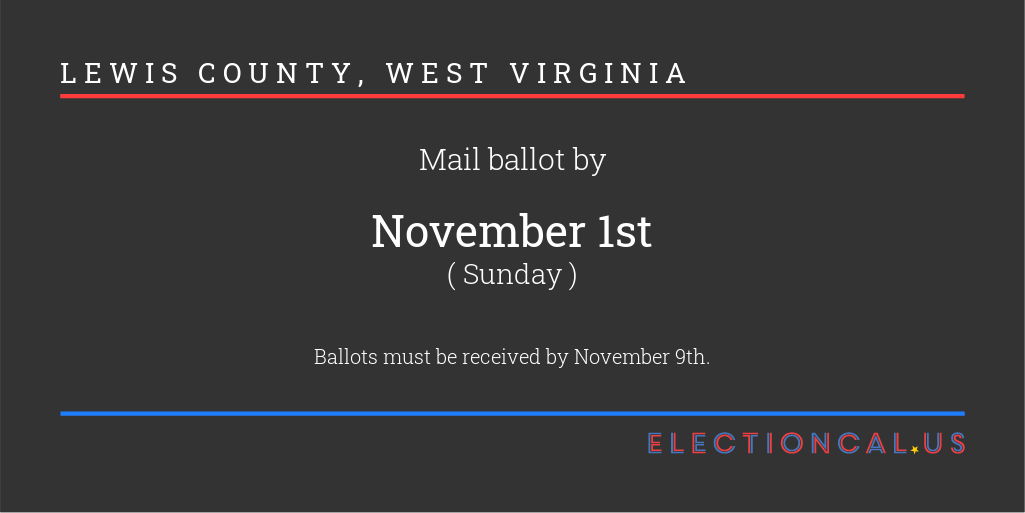 LEWIS COUNTY, WEST VIRGINIA
Mail ballot by
November 1st
( Sunday )
Ballots must be received by November 9th.
ELECTIONCAL.US